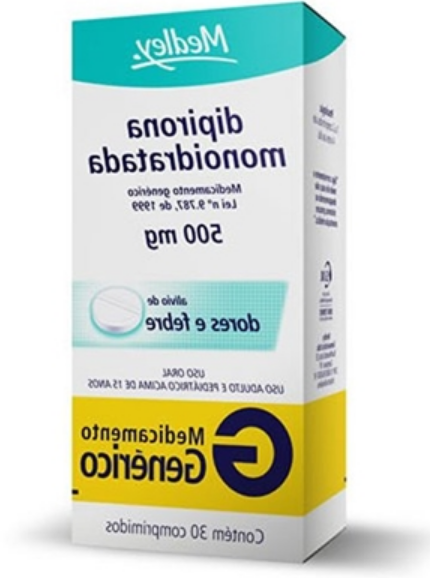 Medley.
dipirona
monoidratada
Medicamento genérico
Lei nº 9.787, de 1999
500 mg
alívio de
dores e febre
USO ORAL
USO ADULTO E PEDIÁTRICO ACIMA DE 15 ANOS
G Medicamento
Genérico
Contém 30 comprimidos